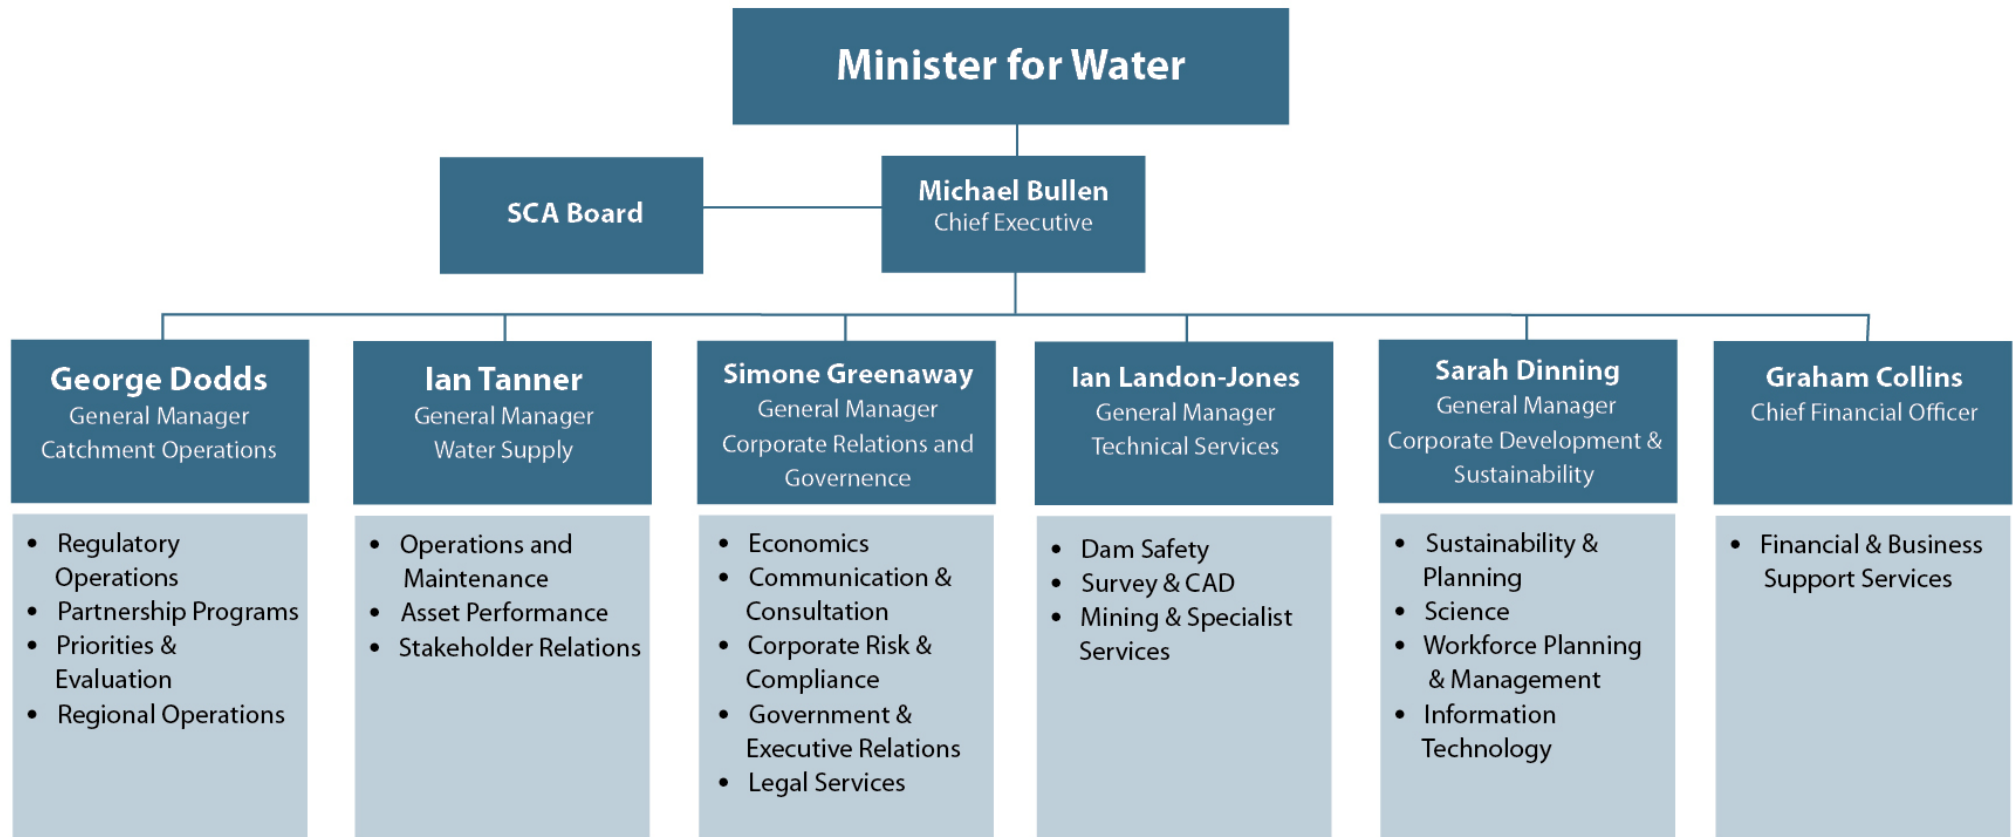 Minister for Water
SCA Board
Michael Bullen
Chief Executive
George Dodds
General Manager
Catchment Operations
• Regulatory
Operations
• Partnership Programs
• Priorities &
Evaluation
• Regional Operations
Ian Tanner
General Manager
Water Supply
• Operations and
Maintenance
• Asset Performance
• Stakeholder Relations
Simone Greenaway
General Manager
Corporate Relations and
Governence
• Economics
• Communication &
Consultation
• Corporate Risk &
Compliance
• Government &
Executive Relations
• Legal Services
Ian Landon-Jones
General Manager
Technical Services
• Dam Safety
• Survey & CAD
• Mining & Specialist
Services
Sarah Dinning
General Manager
Corporate Development &
Sustainability
• Sustainability &
Planning
• Science
• Workforce Planning
& Management
• Information
Technology
Graham Collins
Chief Financial Officer
• Financial & Business
Support Services